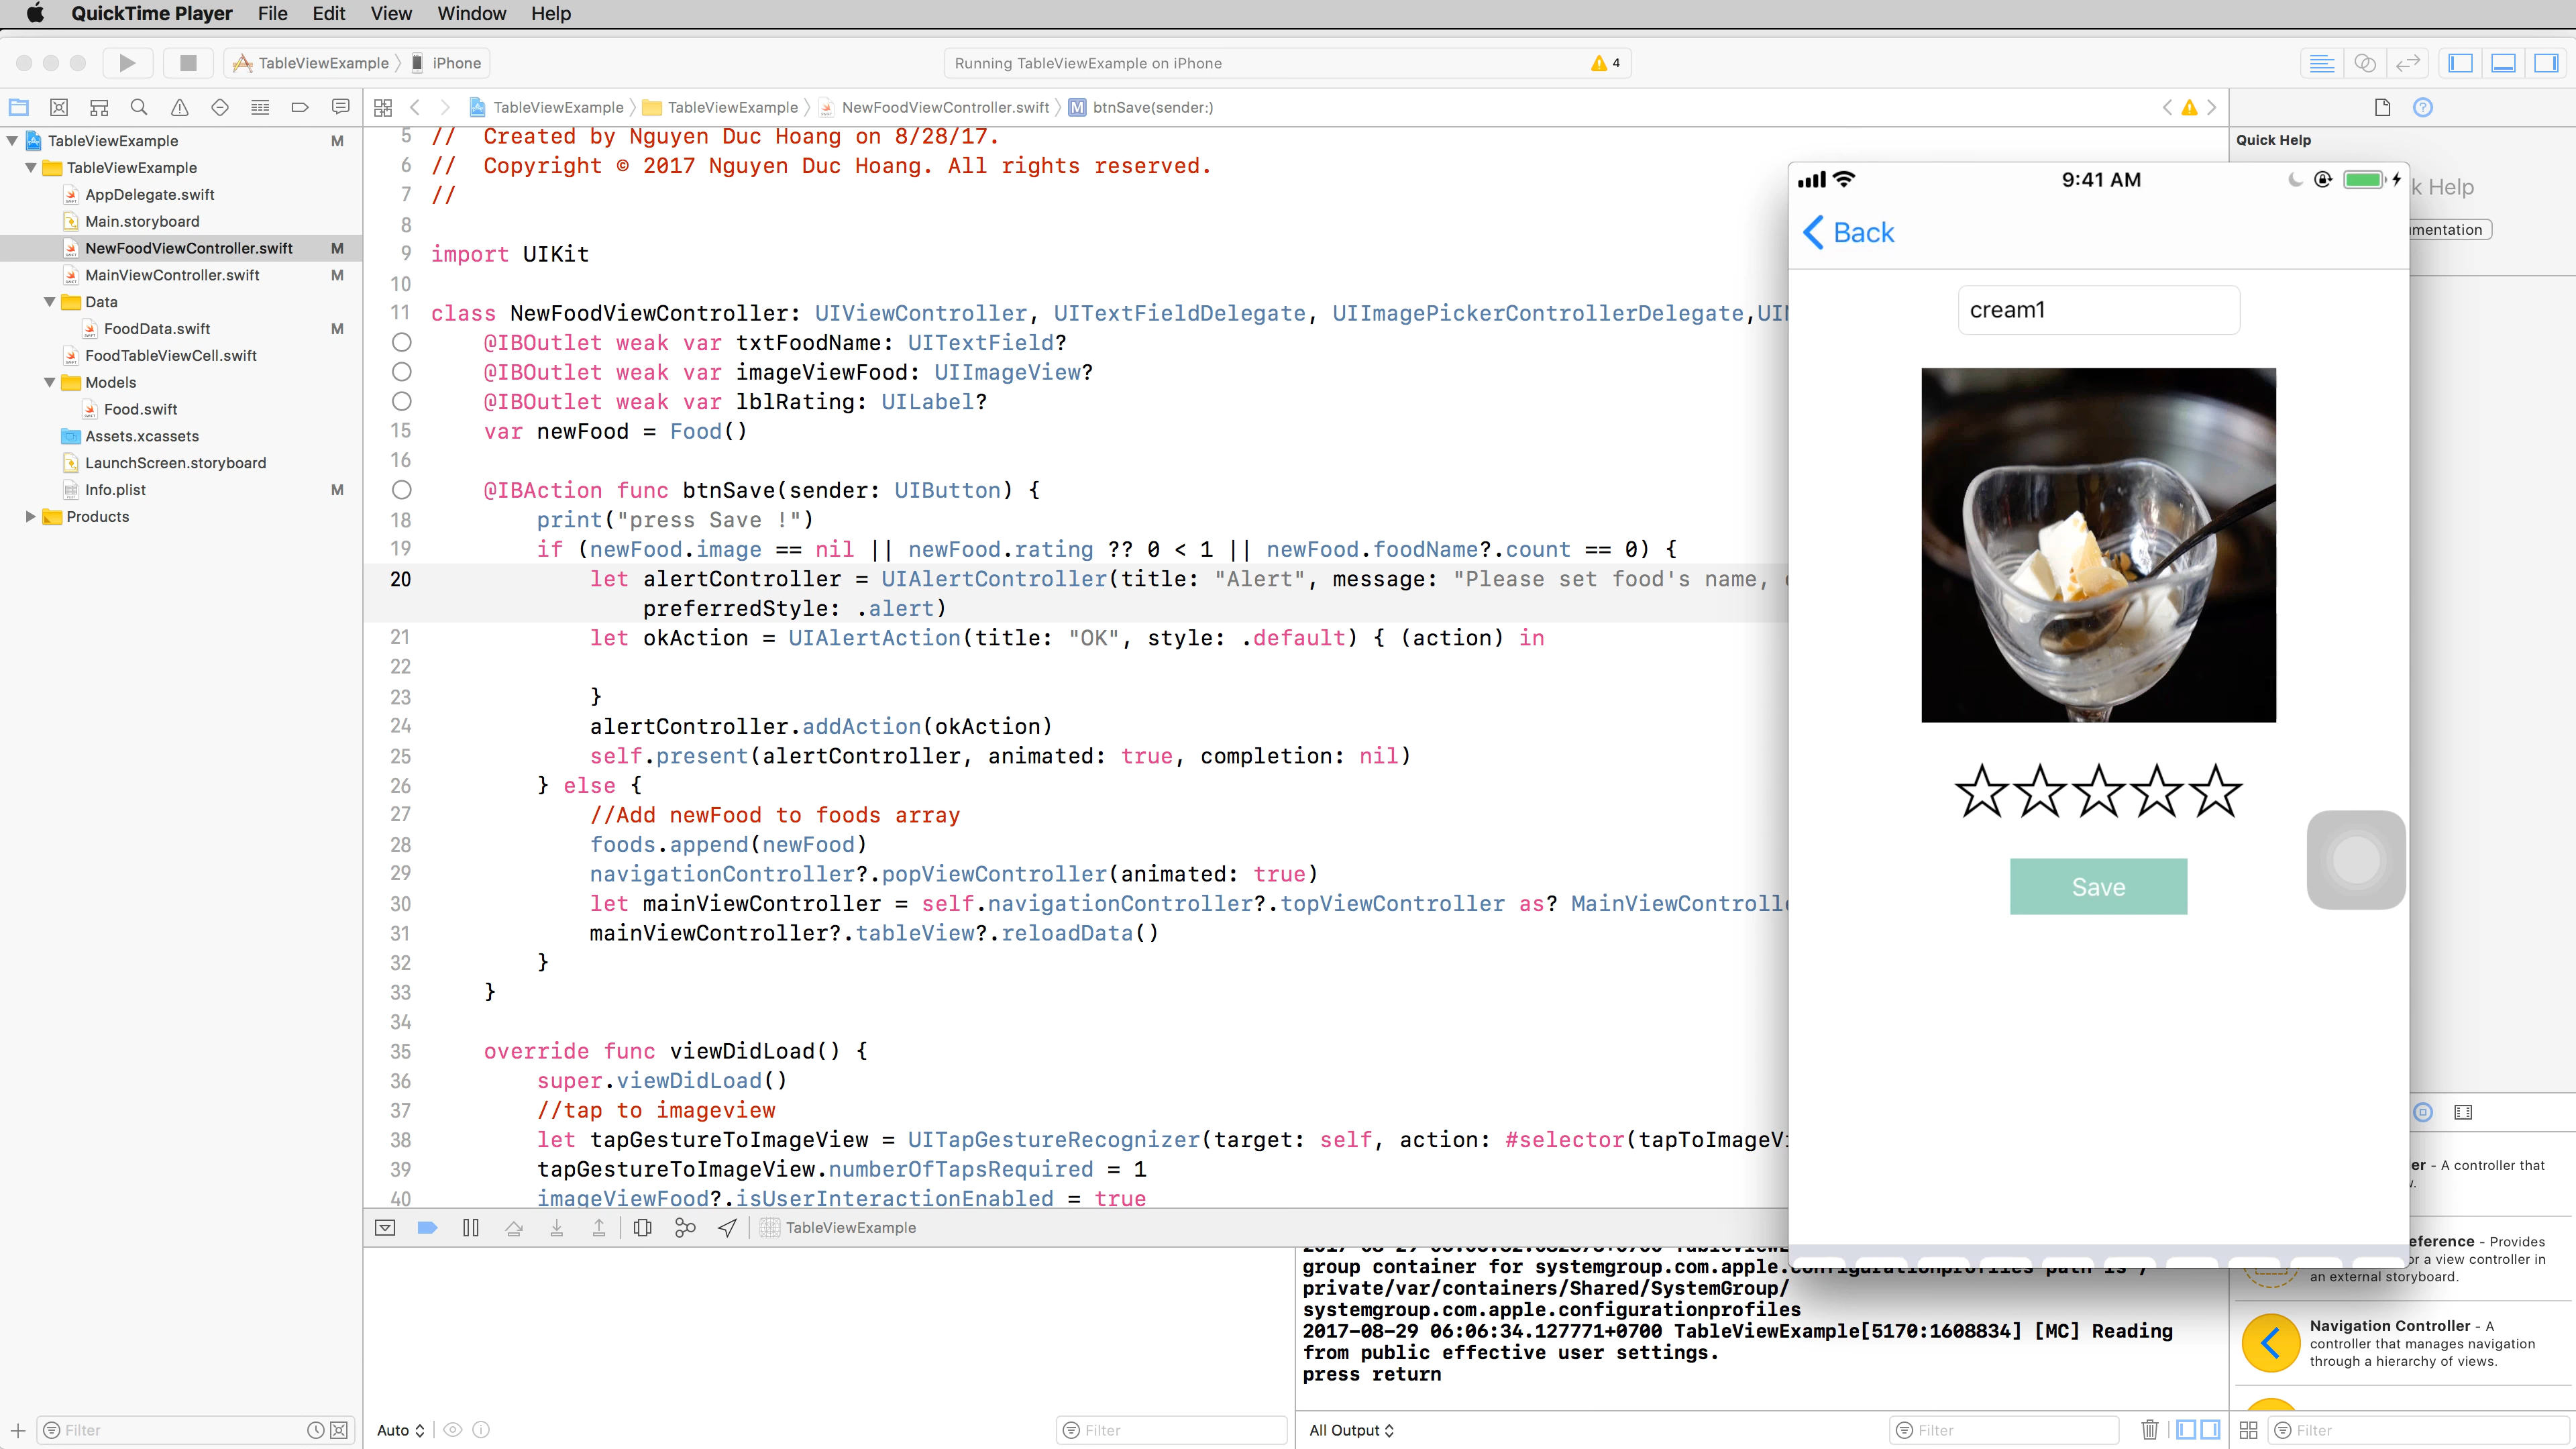 QuickTime Player File Edit View Window Help
TableViewExample iPhone
Running TableViewExample on iPhone
4
TableViewExample TableViewExample NewFoodViewController.swift M btnSave(sender:)
TableViewExample M
TableViewExample
AppDelegate.swift
Main.storyboard
NewFoodViewController.swift M
MainViewController.swift M
Data
FoodData.swift M
FoodTableViewCell.swift
Models
Food.swift
Assets.xcassets
LaunchScreen.storyboard
Info.plist M
Products
Filter
5 // Created by Nguyen Duc Hoang on 8/28/17.
6 // Copyright © 2017 Nguyen Duc Hoang. All rights reserved.
7 //
8
9 import UIKit
10
11 class NewFoodViewController: UIViewController, UITextFieldDelegate, UIImagePickerControllerDelegate,
@IBOutlet weak var txtFoodName: UITextField?
@IBOutlet weak var imageViewFood: UIImageView?
@IBOutlet weak var lblRating: UILabel?
15 var newFood = Food()
16
@IBAction func btnSave(sender: UIButton) {
18 print("press Save !")
19 if (newFood.image == nil || newFood.rating ?? 0 < 1 || newFood.foodName?.count == 0) {
20 let alertController = UIAlertController(title: "Alert", message: "Please set food's name,
preferredStyle: .alert)
21 let okAction = UIAlertAction(title: "OK", style: .default) { (action) in
22
23 }
24 alertController.addAction(okAction)
25 self.present(alertController, animated: true, completion: nil)
26 } else {
27 //Add newFood to foods array
28 foods.append(newFood)
29 navigationController?.popViewController(animated: true)
30 let mainViewController = self.navigationController?.topViewController as? MainViewControll
31 mainViewController?.tableView?.reloadData()
32 }
33 }
34
35 override func viewDidLoad() {
36 super.viewDidLoad()
37 //tap to imageview
38 let tapGestureToImageView = UITapGestureRecognizer(target: self, action: #selector(tapToImageVi
39 tapGestureToImageView.numberOfTapsRequired = 1
40 imageViewFood?.isUserInteractionEnabled = true
TableViewExample
Auto
Filter
group container for systemgroup.com.apple.configurationprofiles path is /
private/var/containers/Shared/SystemGroup/
systemgroup.com.apple.configurationprofiles
2017-08-29 06:06:34.127771+0700 TableViewExample[5170:1608834] [MC] Reading
from public effective user settings.
press return
All Output
Filter
9:41 AM
Back
cream1
Save
Quick Help
k Help
mentation
er - A controller that
eference - Provides
or a view controller in
an external storyboard.
Navigation Controller - A
controller that manages navigation
through a hierarchy of views.
Filter